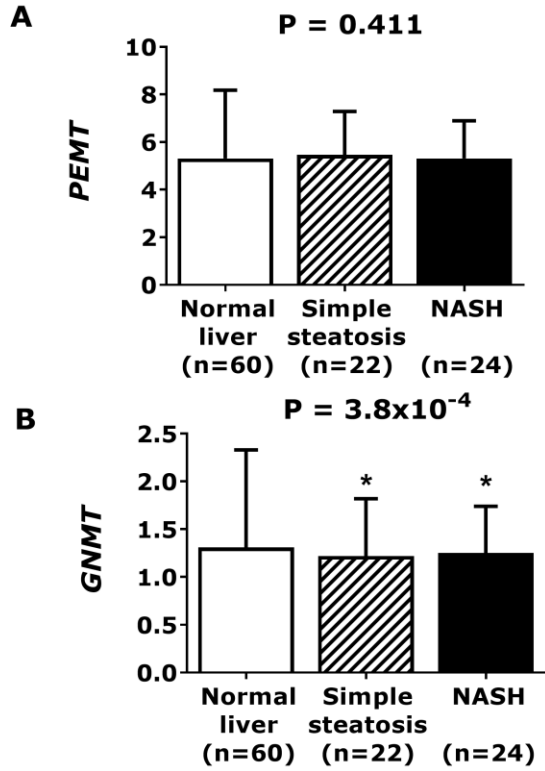 A
P = 0.411
PEMT
10
8
6
4
2
0
Normal liver (n=60)
Simple steatosis (n=22)
NASH (n=24)
B
P = 3.8x10⁻⁴
GNMT
2.5
2.0
1.5
1.0
0.5
0.0
*
*
Normal liver (n=60)
Simple steatosis (n=22)
NASH (n=24)